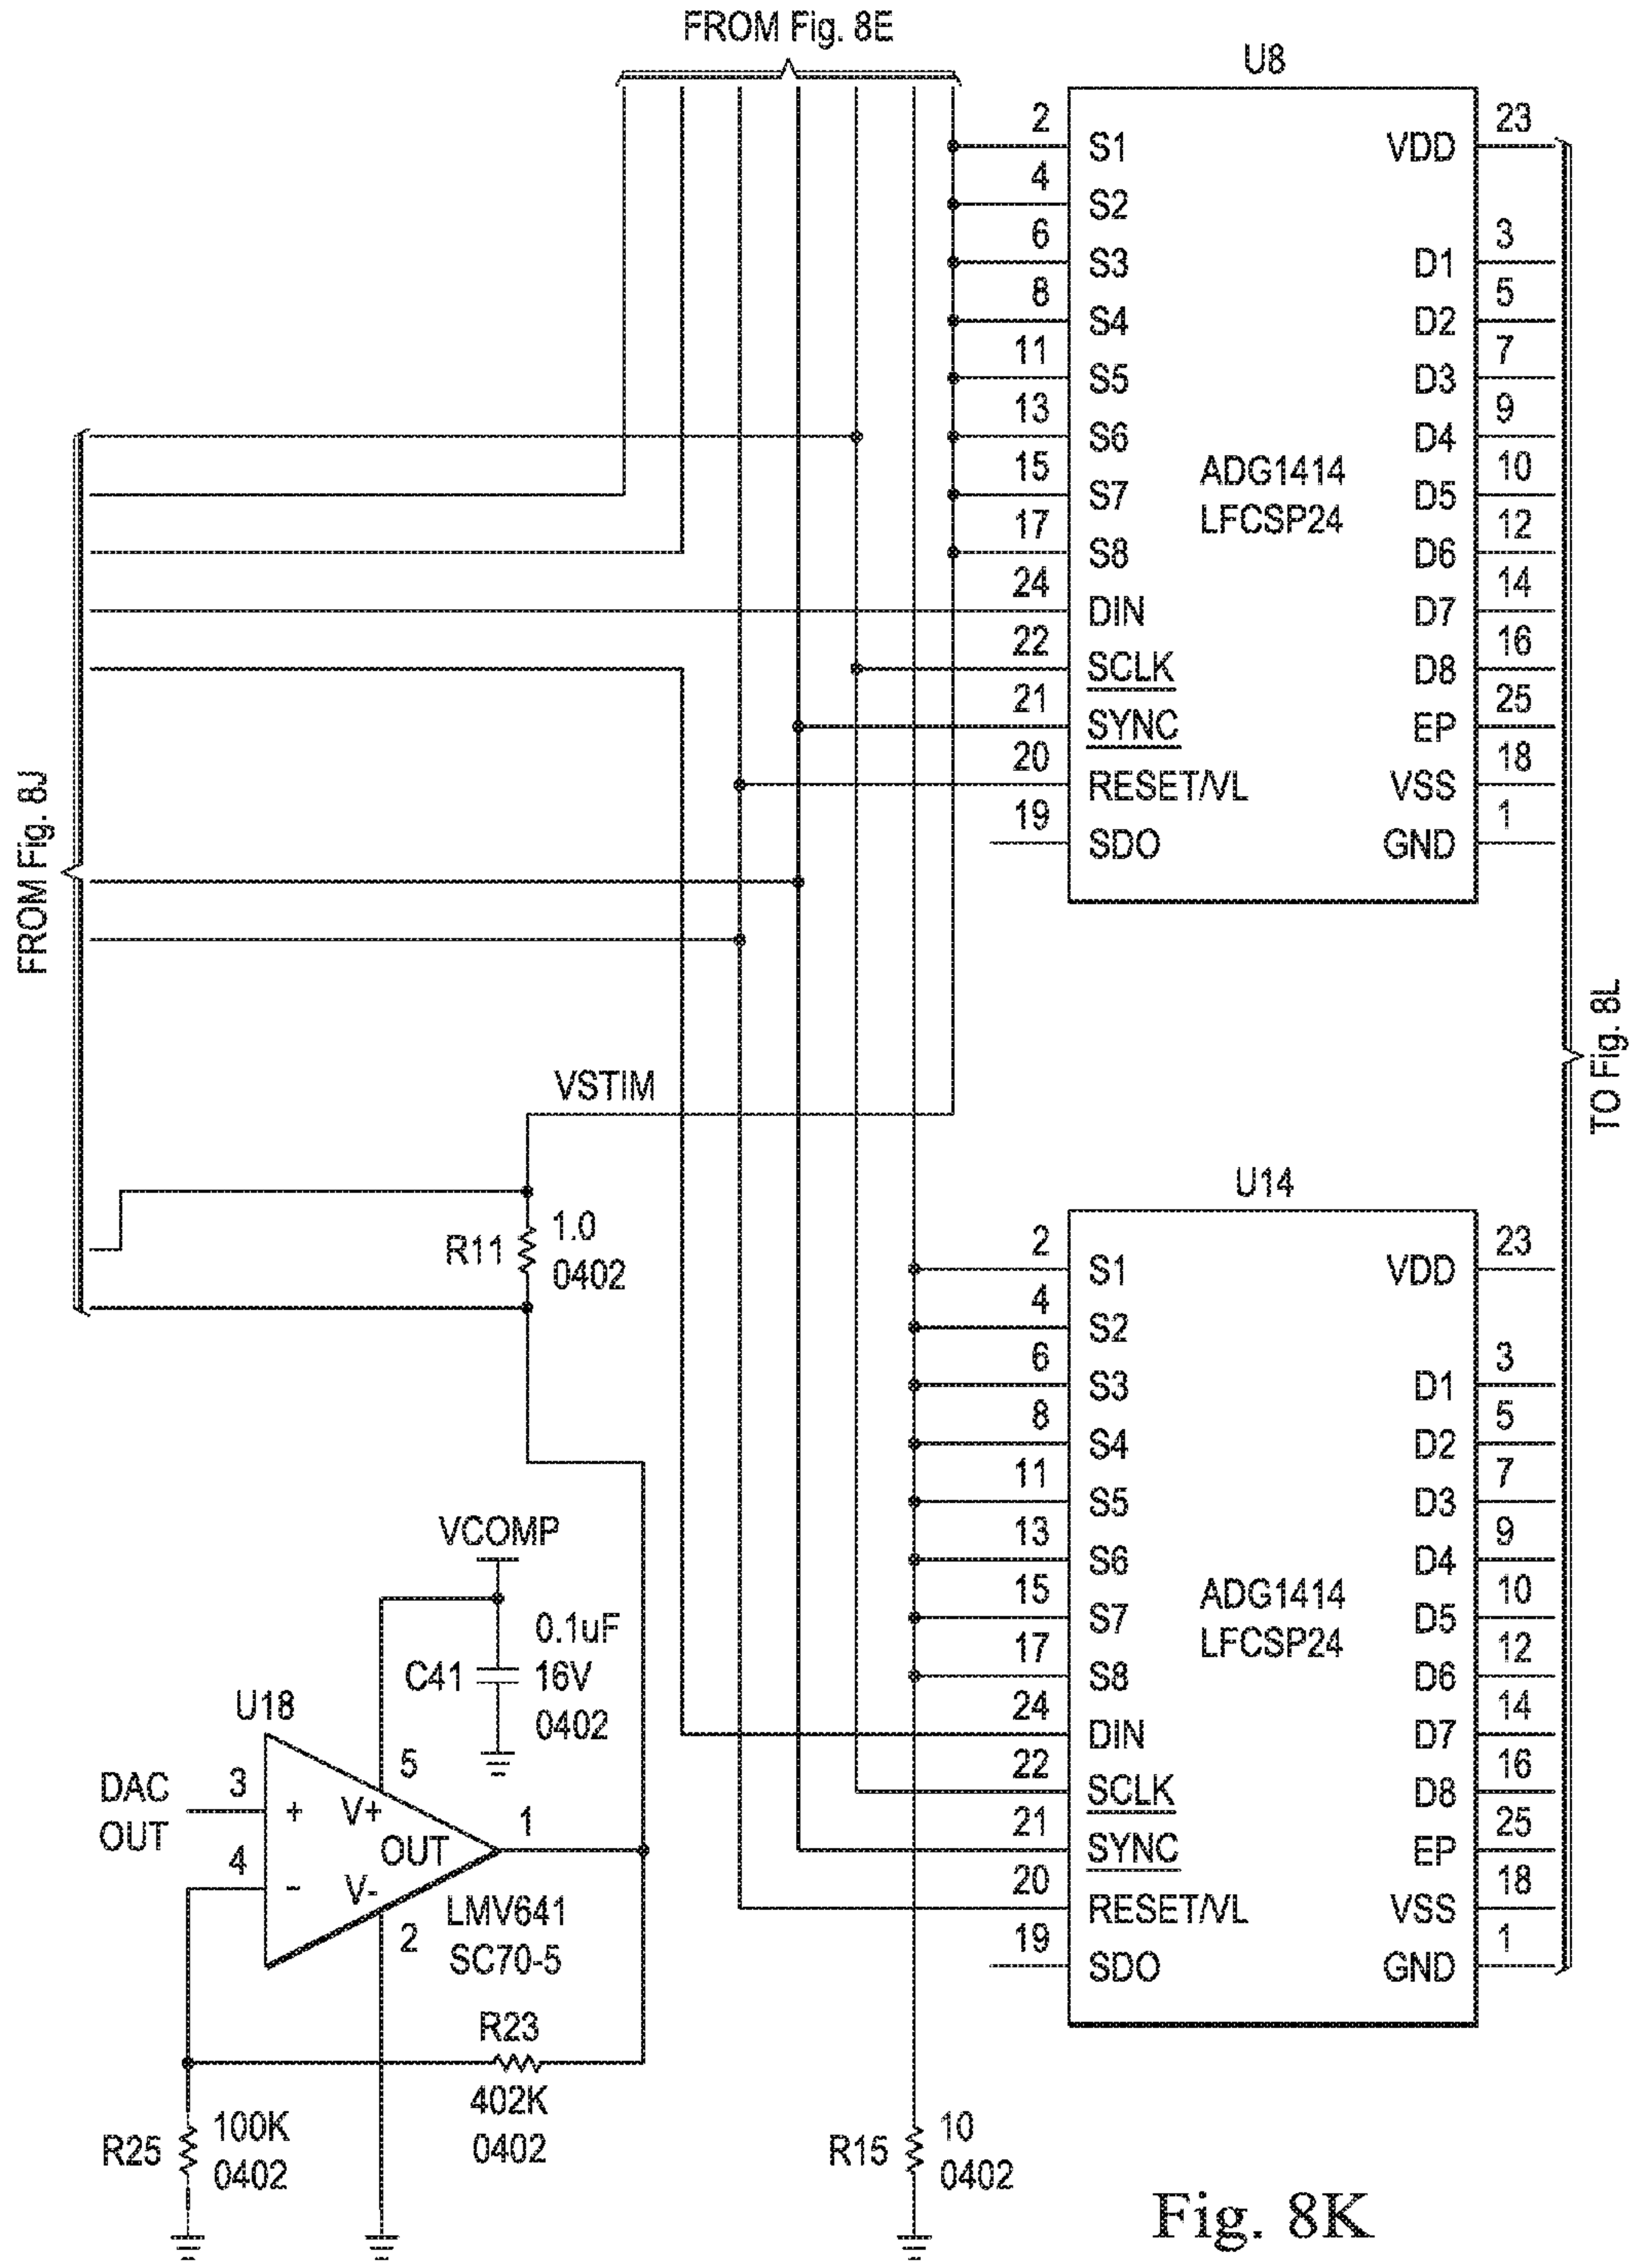 FROM Fig. 8E
U8
2
S1
VDD
23
4
S2
6
S3
D1
3
8
S4
D2
5
11
S5
D3
7
13
S6
D4
9
15
S7
D5
10
17
S8
D6
12
24
DIN
D7
14
22
SCLK
D8
16
21
SYNC
EP
25
20
RESET/VL
VSS
18
19
SDO
GND
1
ADG1414
LFCSP24
FROM Fig. 8J
TO Fig. 8L
VSTIM
R11
1.0
0402
U14
2
S1
VDD
23
4
S2
6
S3
D1
3
8
S4
D2
5
11
S5
D3
7
13
S6
D4
9
15
S7
D5
10
17
S8
D6
12
24
DIN
D7
14
22
SCLK
D8
16
21
SYNC
EP
25
20
RESET/VL
VSS
18
19
SDO
GND
1
ADG1414
LFCSP24
VCOMP
C41
0.1uF
16V
0402
U18
DAC
OUT
3
+
4
-
5
V+
OUT
1
V-
2
LMV641
SC70-5
R23
402K
0402
R25
100K
0402
R15
10
0402
Fig. 8K